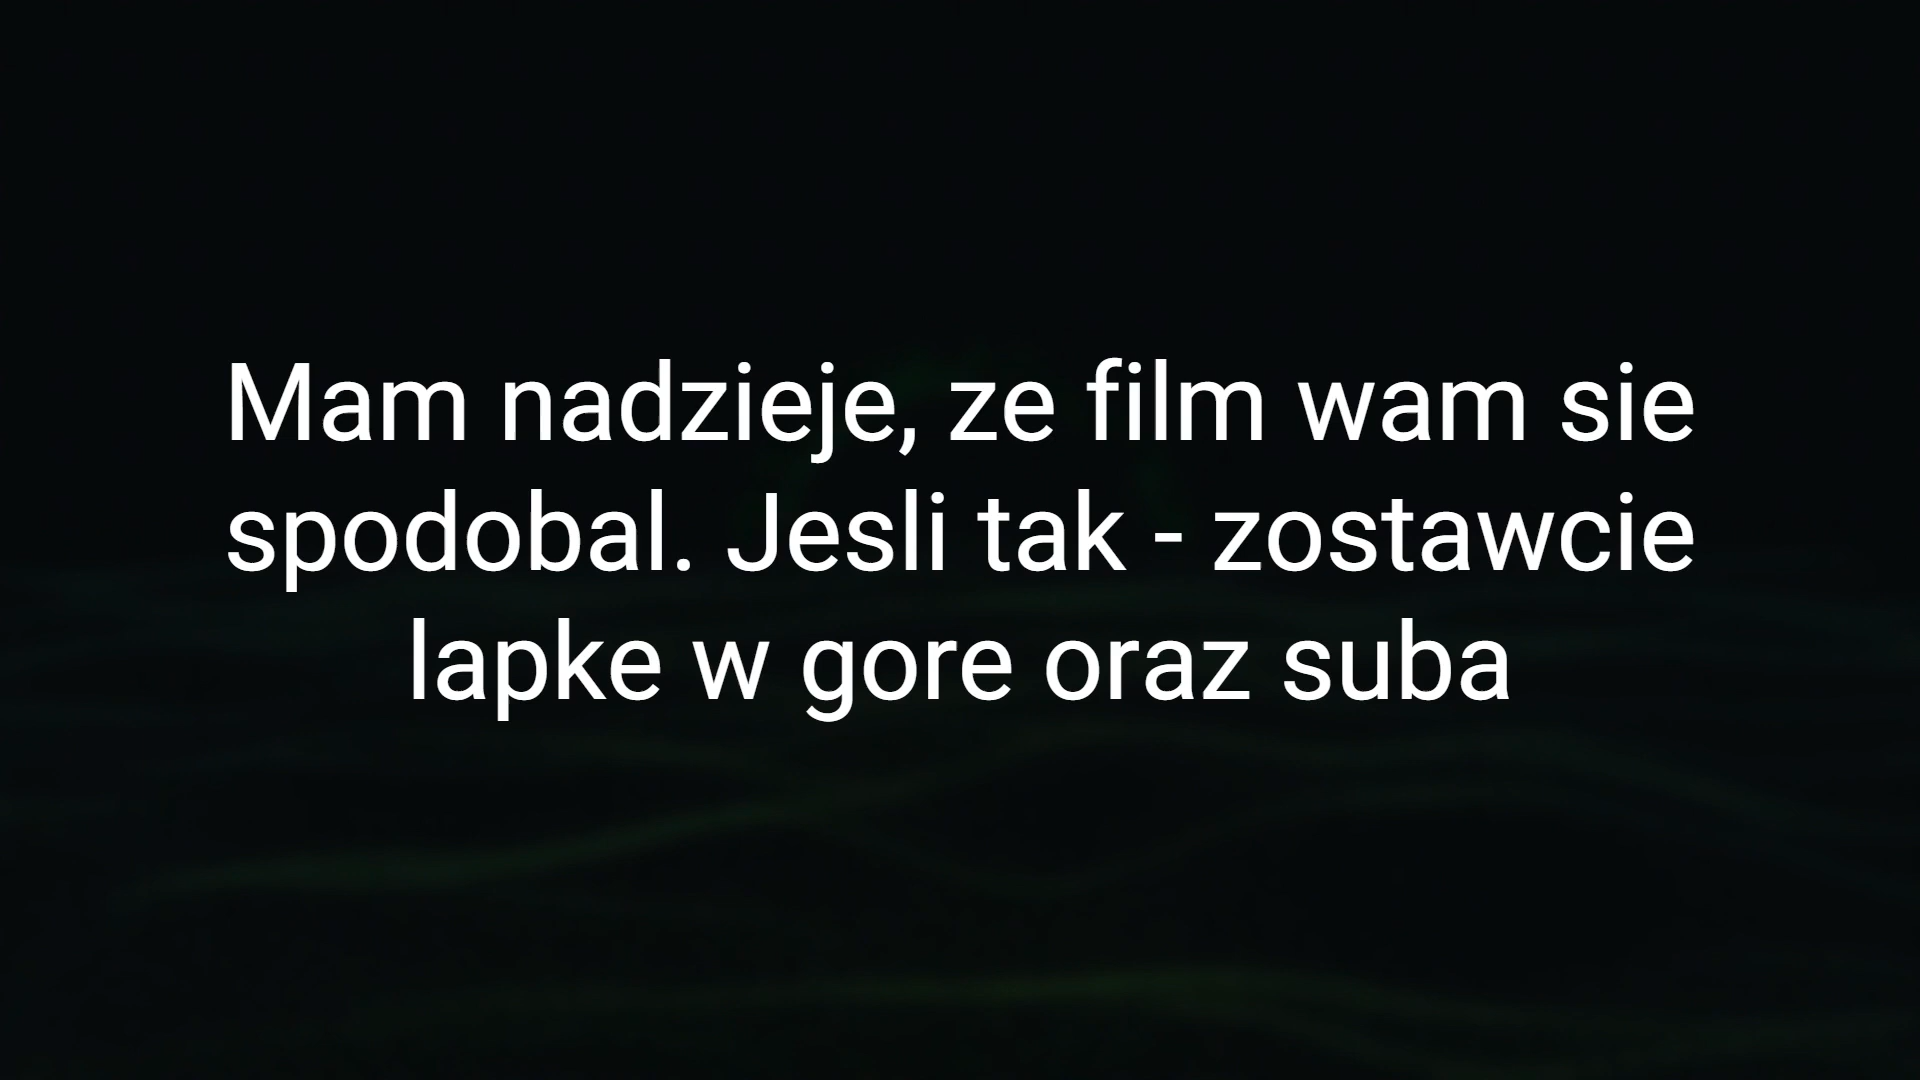 Mam nadzieje, ze film wam sie
spodobal. Jesli tak - zostawcie
lapke w gore oraz suba